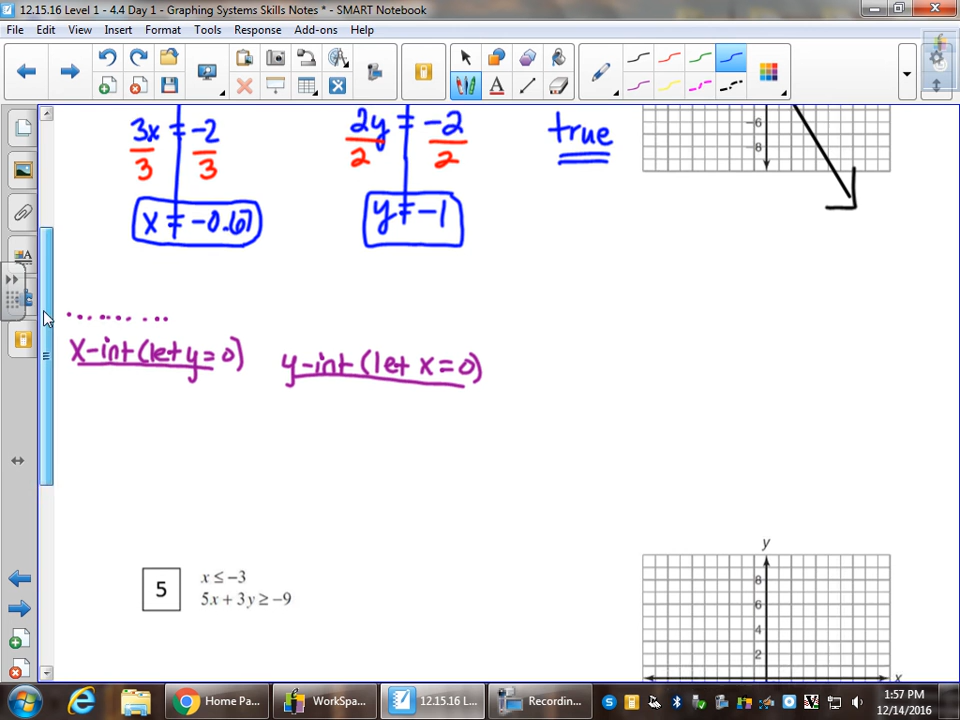 12.15.16 Level 1 - 4.4 Day 1 - Graphing Systems Skills Notes * - SMART Notebook
File Edit View Insert Format Tools Response Add-ons Help
3x = -2
3 3
x = -0.67
2y = -2
2 2
y = -1
true
-6
-8
x-int (let y = 0)
y-int (let x = 0)
5
x ≤ -3
5x + 3y ≥ -9
y
8
6
4
2
x
Home Pa...
WorkSpa...
12.15.16 L...
Recordin...
1:57 PM
12/14/2016